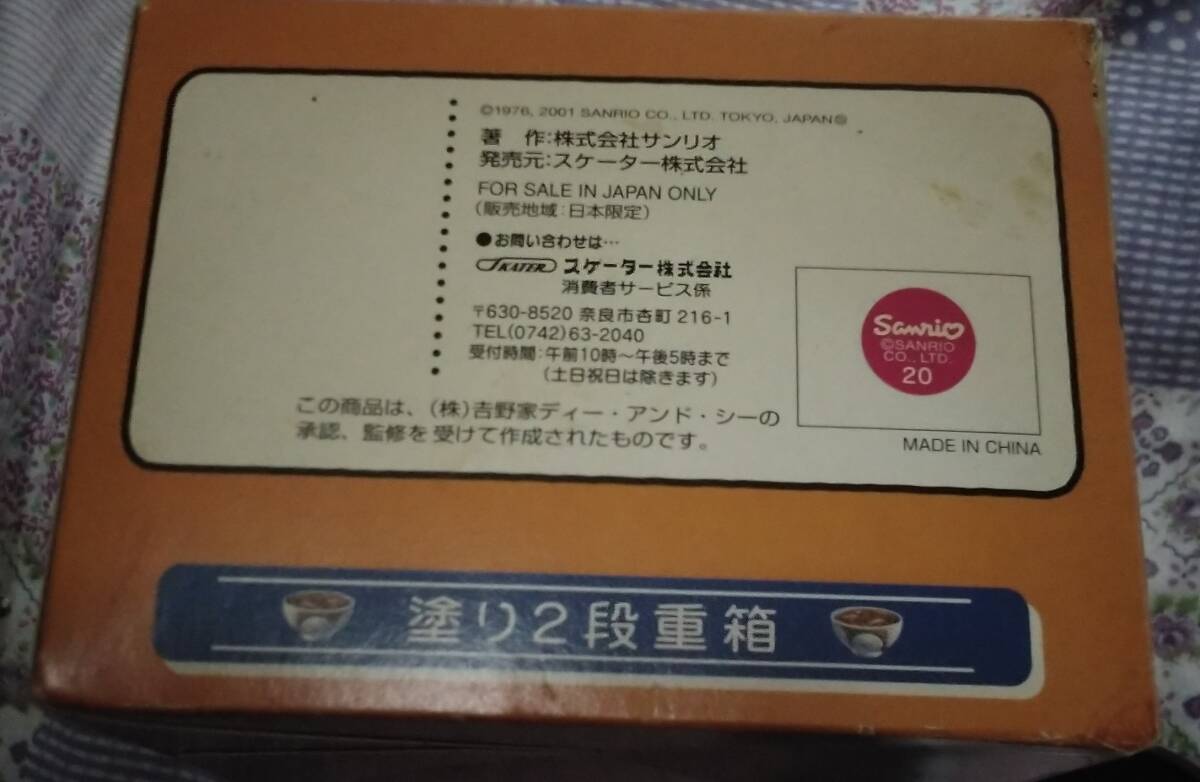 ©1976, 2001 SANRIO CO., LTD. TOKYO, JAPAN
著 作:株式会社サンリオ
発売元:スケーター株式会社
FOR SALE IN JAPAN ONLY
(販売地域:日本限定)
●お問い合わせは…
SKATER スケーター株式会社
消費者サービス係
〒630-8520 奈良市杏町216-1
TEL(0742)63-2040
受付時間:午前10時〜午後5時まで
(土日祝日は除きます)
この商品は、(株)吉野家ディー・アンド・シーの
承認、監修を受けて作成されたものです。
Sanrio
©SANRIO
CO., LTD.
20
MADE IN CHINA
塗り2段重箱